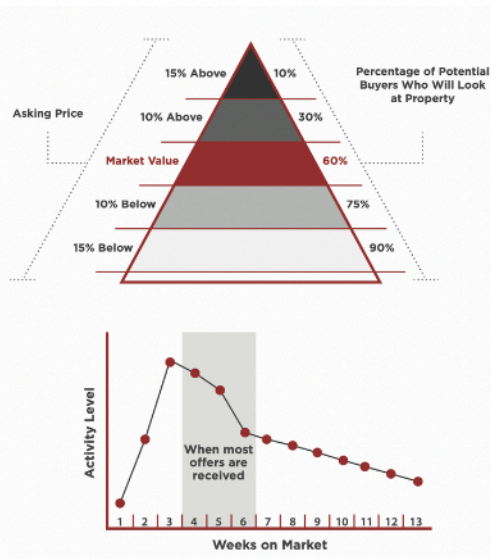 15% Above
10%
Percentage of Potential
Buyers Who Will Look
at Property
Asking Price
10% Above
30%
Market Value
60%
10% Below
75%
15% Below
90%
Activity Level
When most
offers are
received
1 2 3 4 5 6 7 8 9 10 11 12 13
Weeks on Market